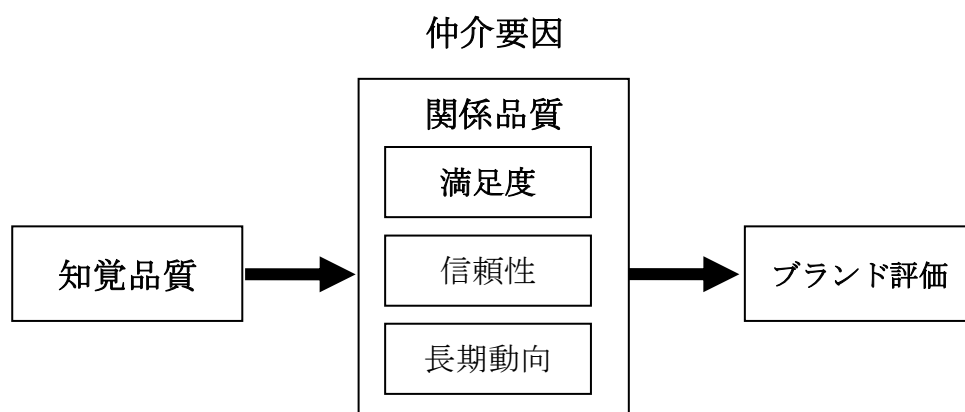 仲介要因
関係品質
満足度
知覚品質
信頼性
ブランド評価
長期動向